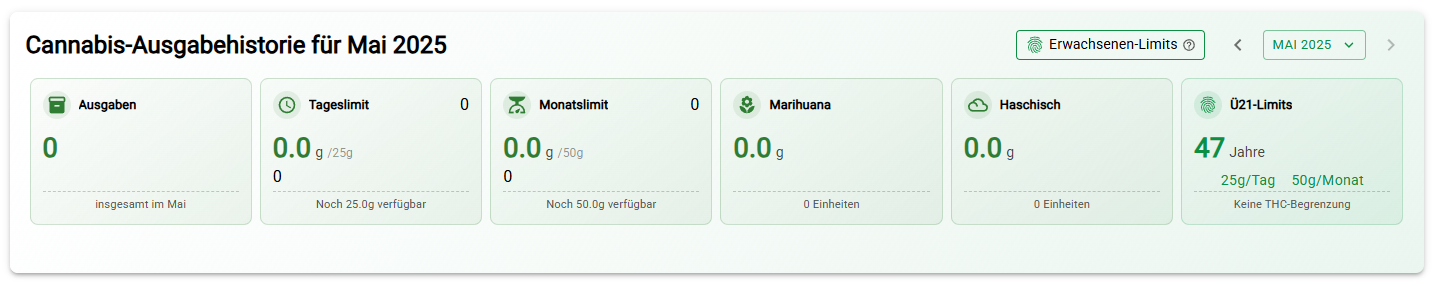 Cannabis-Ausgabehistorie für Mai 2025
Erwachsenen-Limits
MAI 2025
Ausgaben
0
insgesamt im Mai
Tageslimit 0
0.0 g /25g
0
Noch 25.0g verfügbar
Monatslimit 0
0.0 g /50g
0
Noch 50.0g verfügbar
Marihuana
0.0 g
0 Einheiten
Haschisch
0.0 g
0 Einheiten
Ü21-Limits
47 Jahre
25g/Tag 50g/Monat
Keine THC-Begrenzung